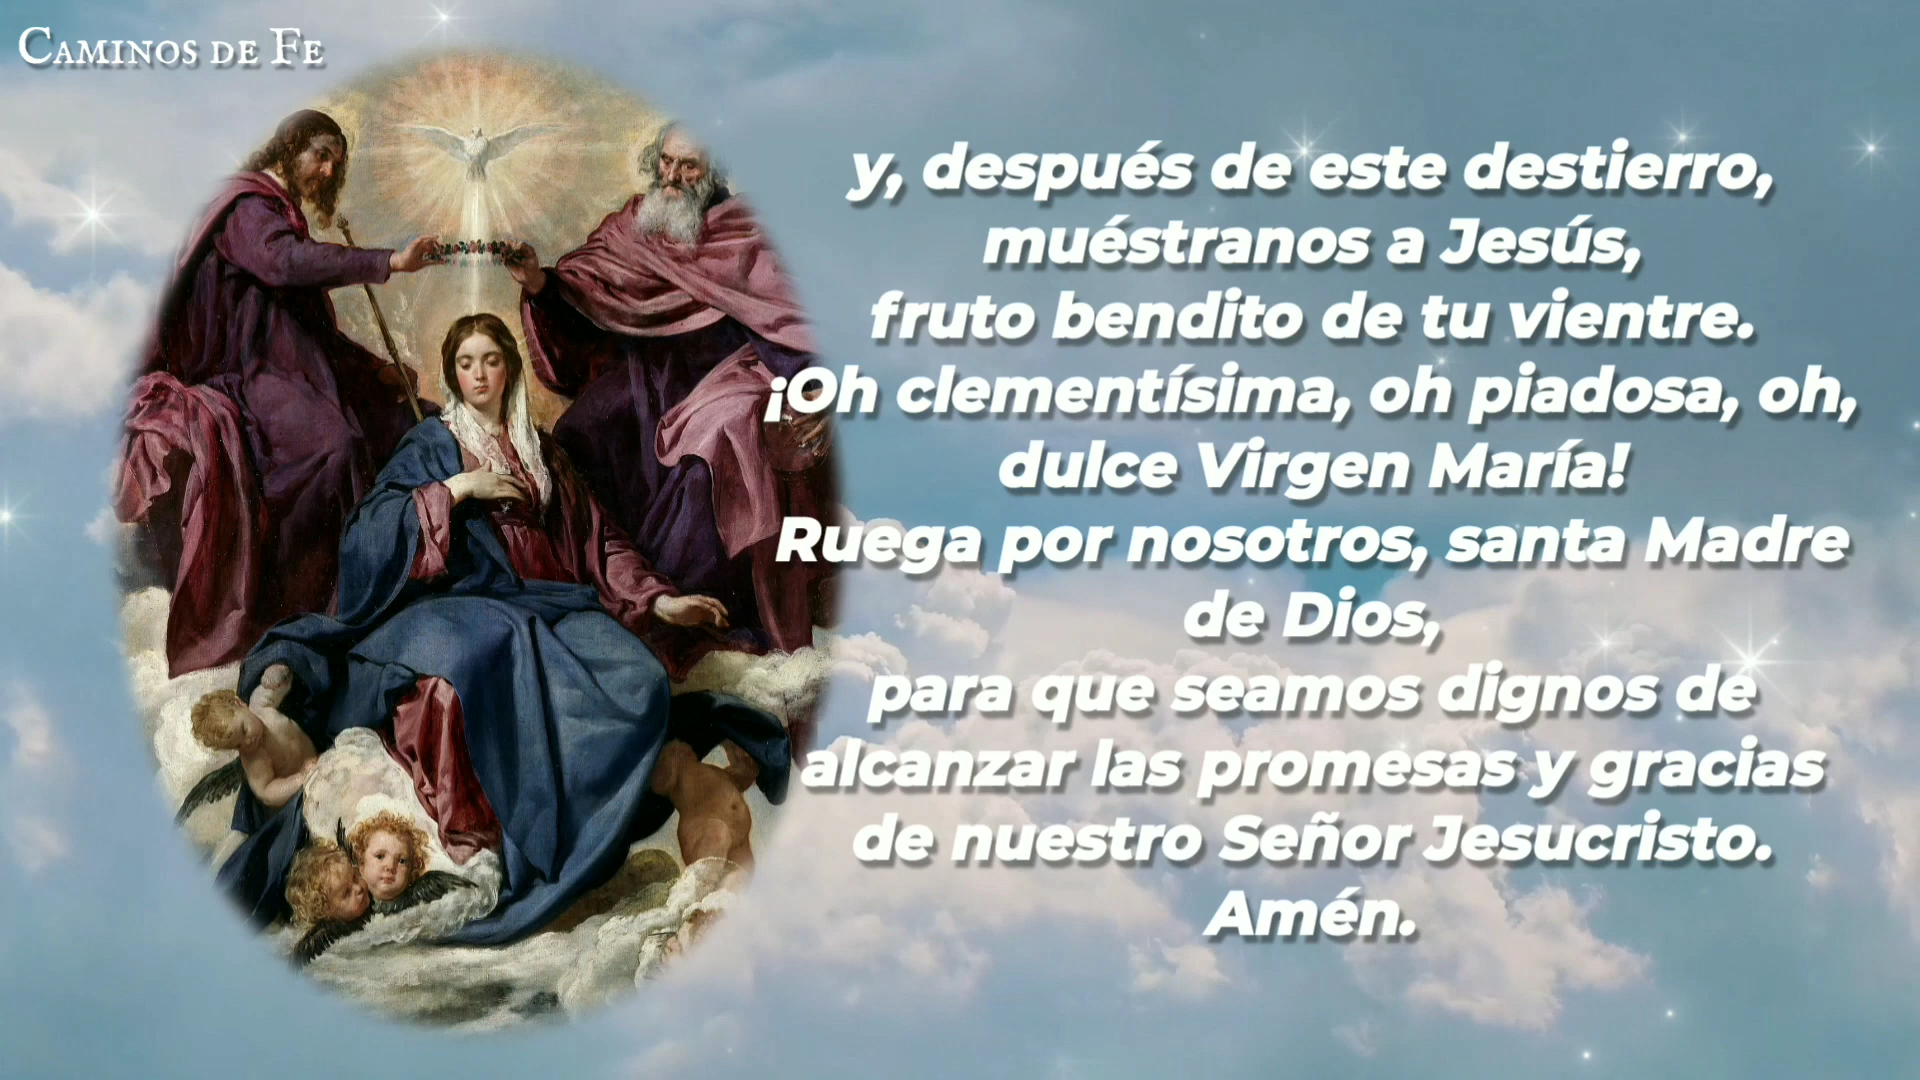 Caminos de Fe
y, después de este destierro,
muéstranos a Jesús,
fruto bendito de tu vientre.
¡Oh clementísima, oh piadosa, oh,
dulce Virgen María!
Ruega por nosotros, santa Madre
de Dios,
para que seamos dignos de
alcanzar las promesas y gracias
de nuestro Señor Jesucristo.
Amén.